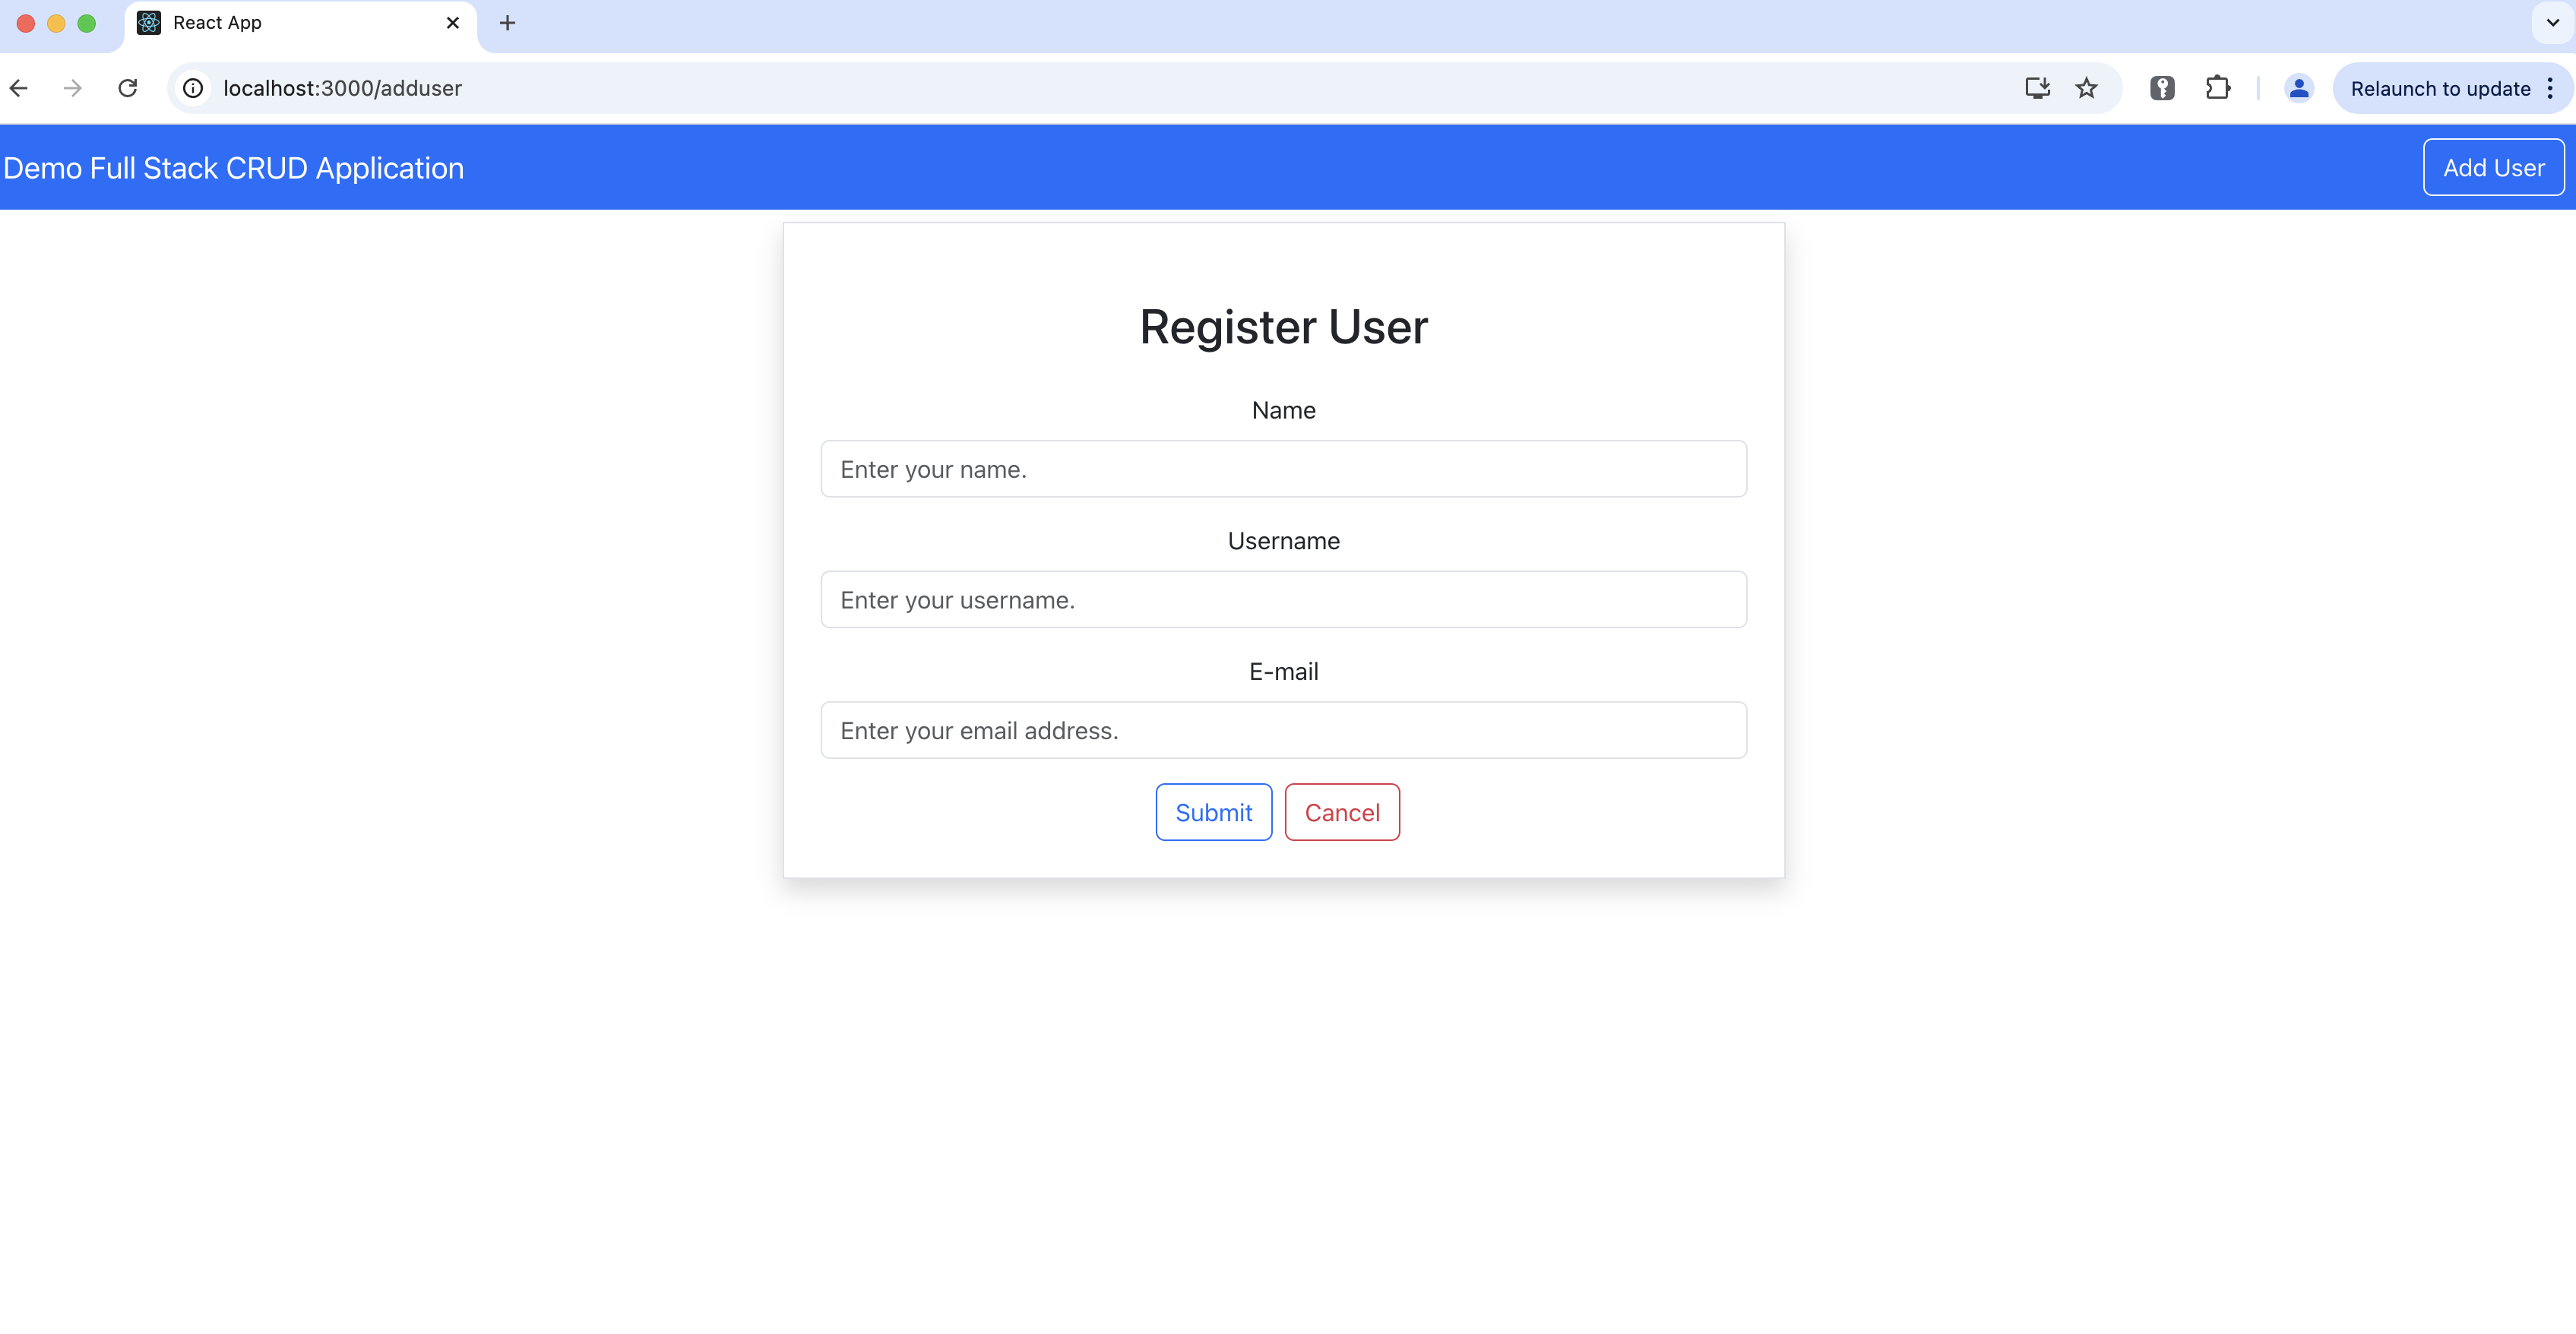 React App
localhost:3000/adduser
Relaunch to update
Demo Full Stack CRUD Application
Add User
Register User
Name
Enter your name.
Username
Enter your username.
E-mail
Enter your email address.
Submit
Cancel